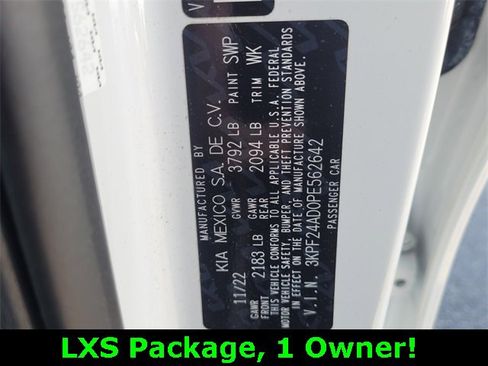 MANUFACTURED BY
KIA MEXICO S.A. DE C.V.
11/22 GVWR 3792 LB PAINT SWP
GAWR FRONT 2183 LB GAWR REAR 2094 LB TRIM WK
THIS VEHICLE CONFORMS TO ALL APPLICABLE U.S.A. FEDERAL
MOTOR VEHICLE SAFETY, BUMPER, AND THEFT PREVENTION STANDARDS
IN EFFECT ON THE DATE OF MANUFACTURE SHOWN ABOVE.
V.I.N. 3KPF24AD0PE562642
PASSENGER CAR
V
LXS Package, 1 Owner!